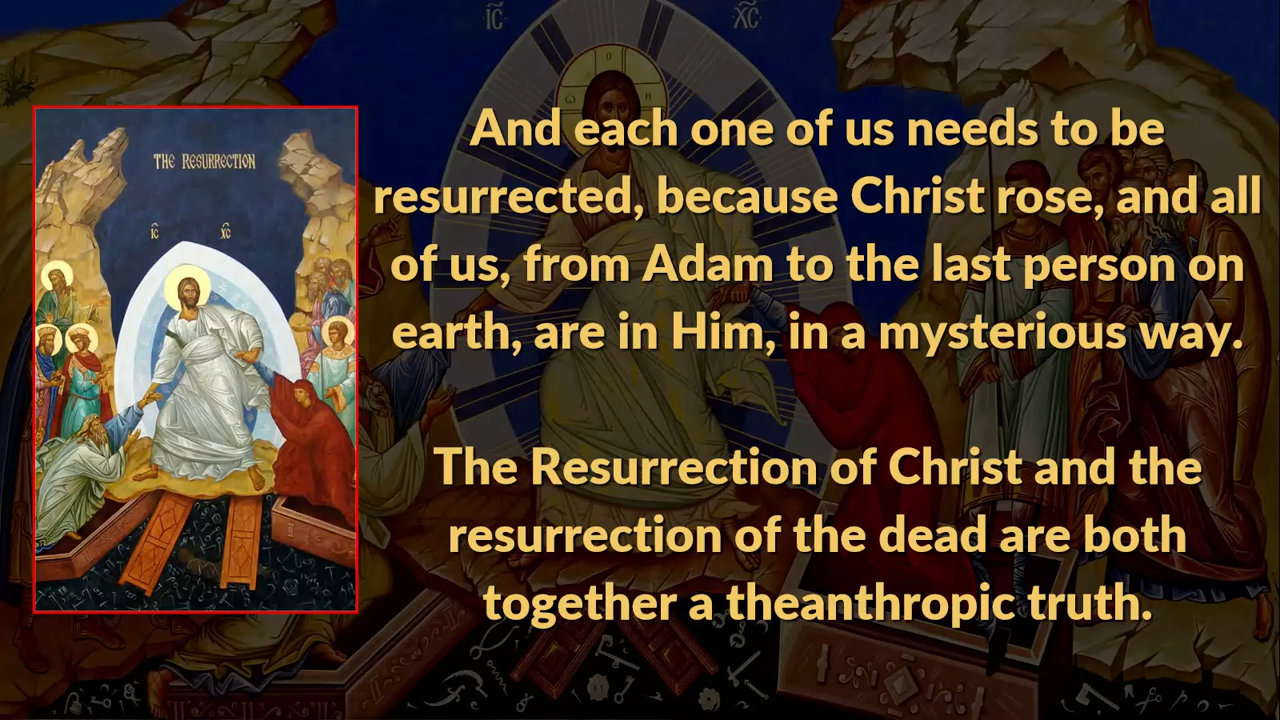 IC XC
THE RESURRECTION
IC XC
And each one of us needs to be
resurrected, because Christ rose, and all
of us, from Adam to the last person on
earth, are in Him, in a mysterious way.
The Resurrection of Christ and the
resurrection of the dead are both
together a theanthropic truth.